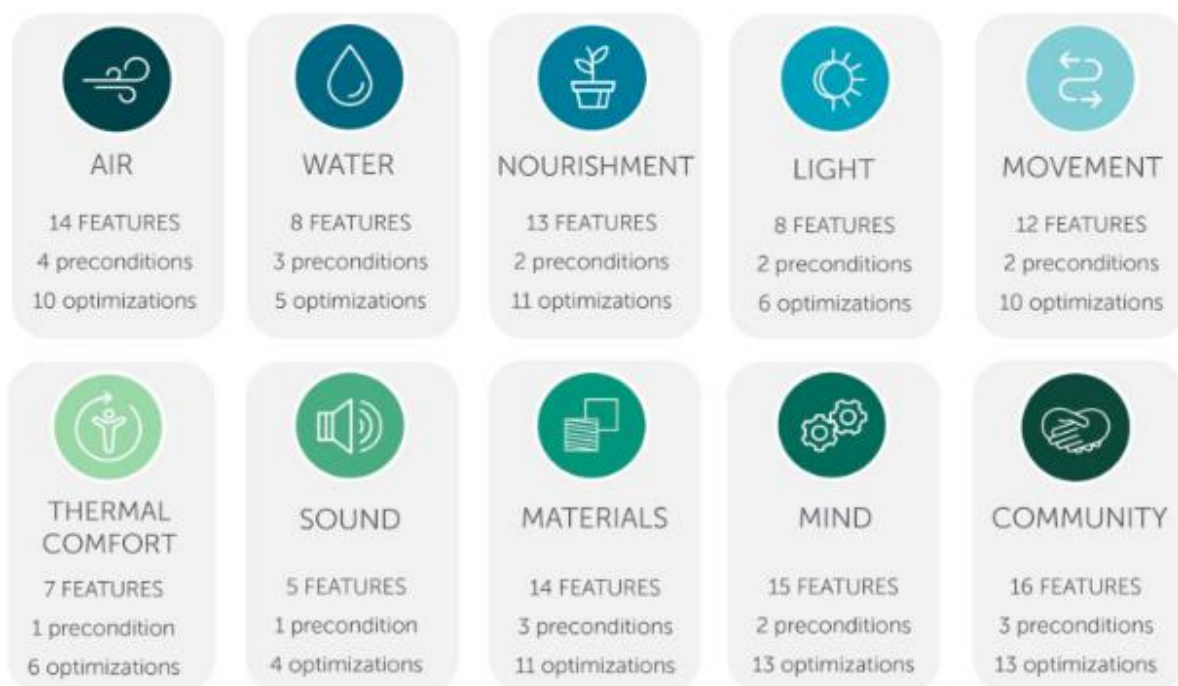 AIR
14 FEATURES
4 preconditions
10 optimizations
WATER
8 FEATURES
3 preconditions
5 optimizations
NOURISHMENT
13 FEATURES
2 preconditions
11 optimizations
LIGHT
8 FEATURES
2 preconditions
6 optimizations
MOVEMENT
12 FEATURES
2 preconditions
10 optimizations
THERMAL
COMFORT
7 FEATURES
1 precondition
6 optimizations
SOUND
5 FEATURES
1 precondition
4 optimizations
MATERIALS
14 FEATURES
3 preconditions
11 optimizations
MIND
15 FEATURES
2 preconditions
13 optimizations
COMMUNITY
16 FEATURES
3 preconditions
13 optimizations